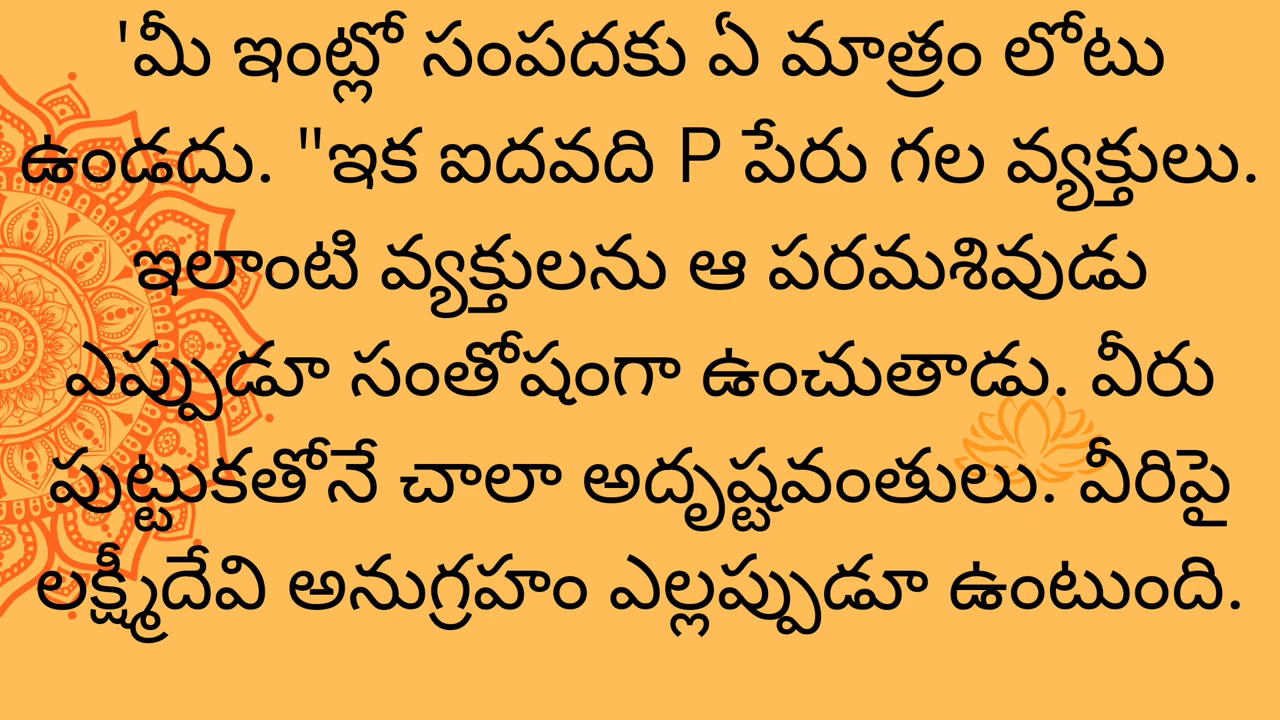 'మీ ఇంట్లో సంపదకు ఏ మాత్రం లోటు
ఉండదు. "ఇక ఐదవది P పేరు గల వ్యక్తులు.
ఇలాంటి వ్యక్తులను ఆ పరమశివుడు
ఎప్పుడూ సంతోషంగా ఉంచుతాడు. వీరు
పుట్టుకతోనే చాలా అదృష్టవంతులు. వీరిపై
లక్ష్మీదేవి అనుగ్రహం ఎల్లప్పుడూ ఉంటుంది.